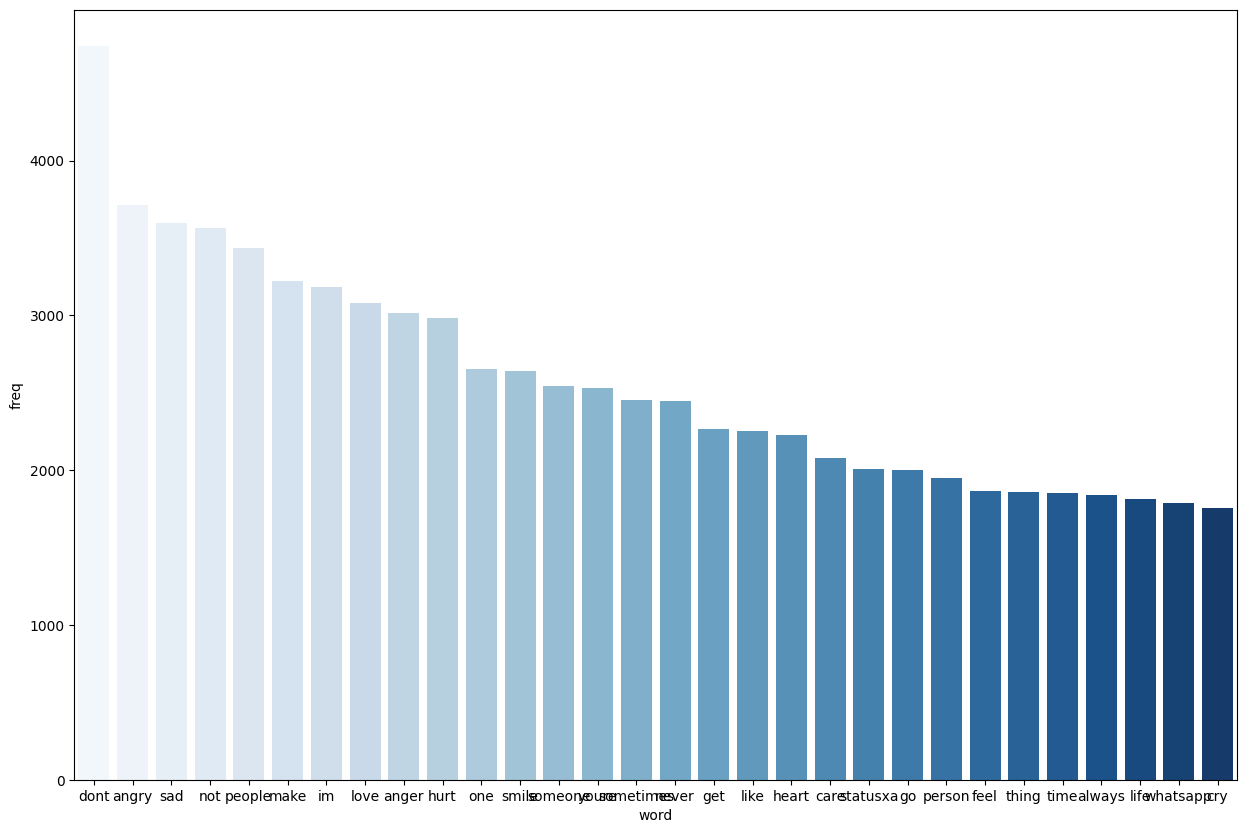 4000
3000
2000
1000
0
freq
dont angry sad not people make im love anger hurt one smile someone youre sometimes never get like heart care statusxa go person feel thing time always life whatsapp cry
word